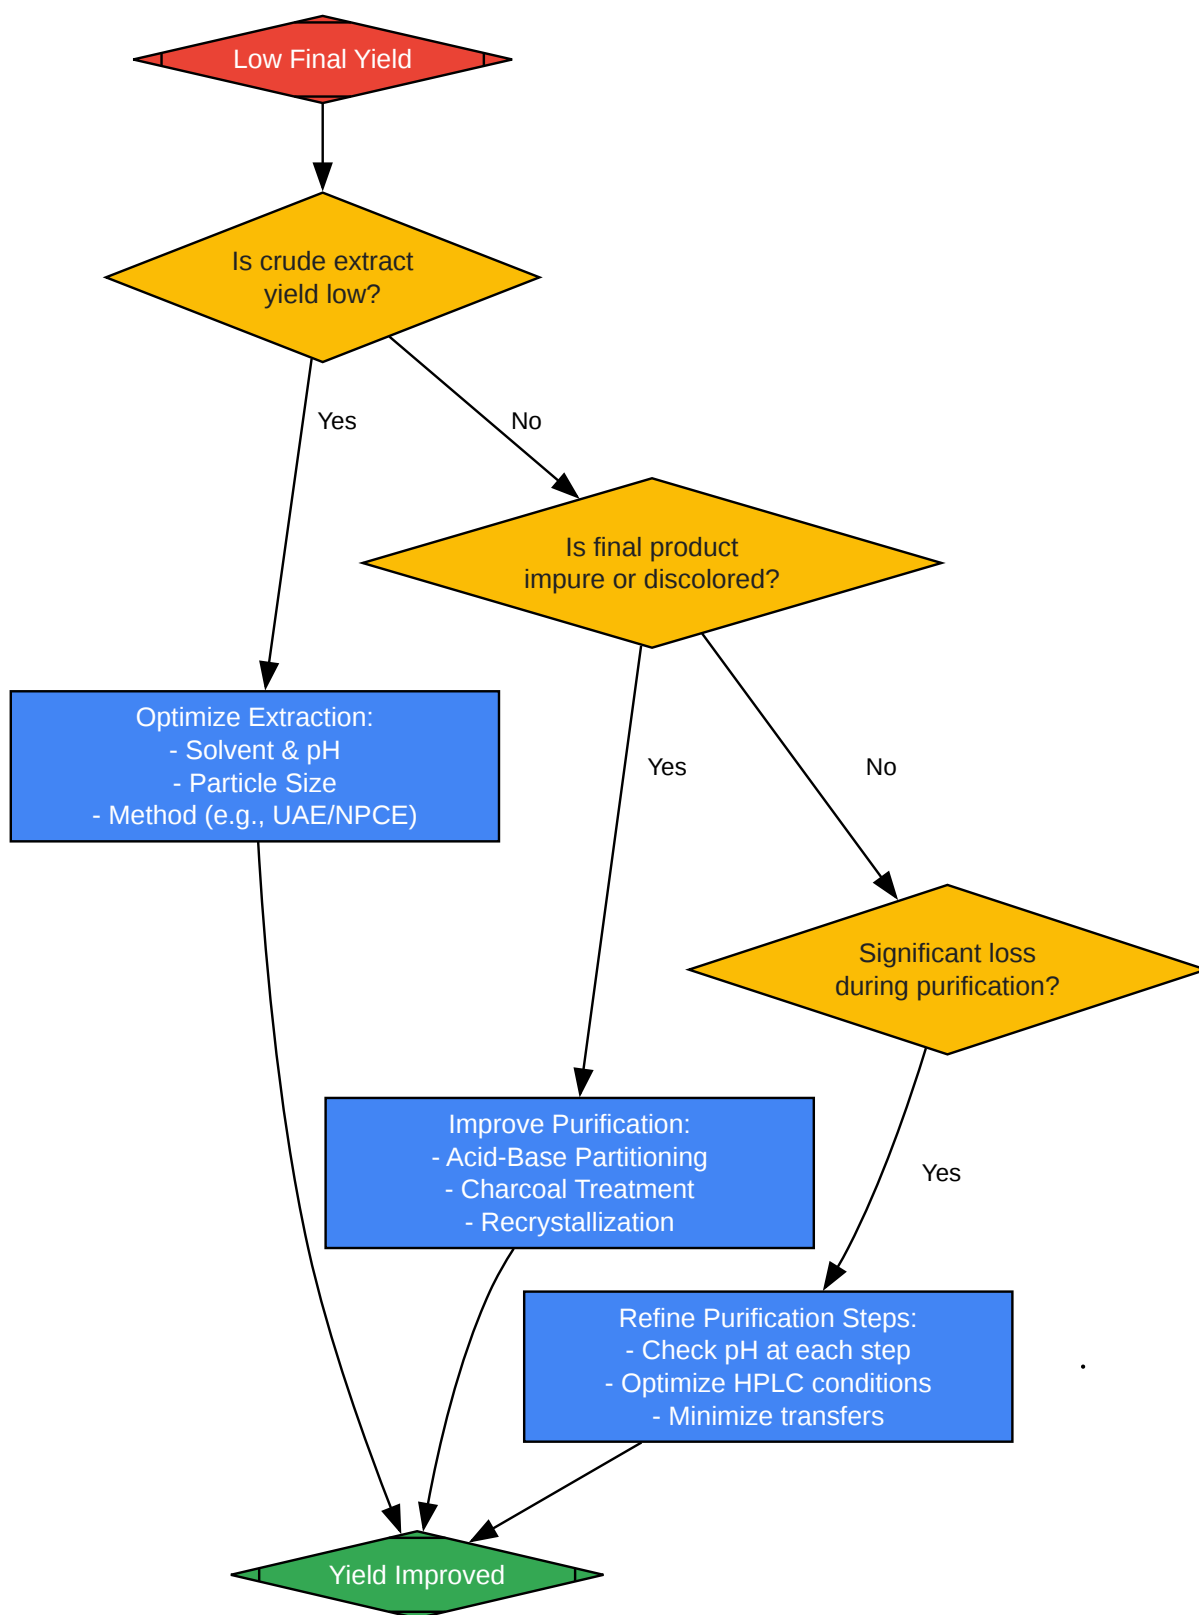 Low Final Yield
Is crude extract
yield low?
Yes
No
Is final product
impure or discolored?
Optimize Extraction:
- Solvent & pH
- Particle Size
- Method (e.g., UAE/NPCE)
Yes
No
Significant loss
during purification?
Improve Purification:
- Acid-Base Partitioning
- Charcoal Treatment
- Recrystallization
Yes
Refine Purification Steps:
- Check pH at each step
- Optimize HPLC conditions
- Minimize transfers
.
Yield Improved